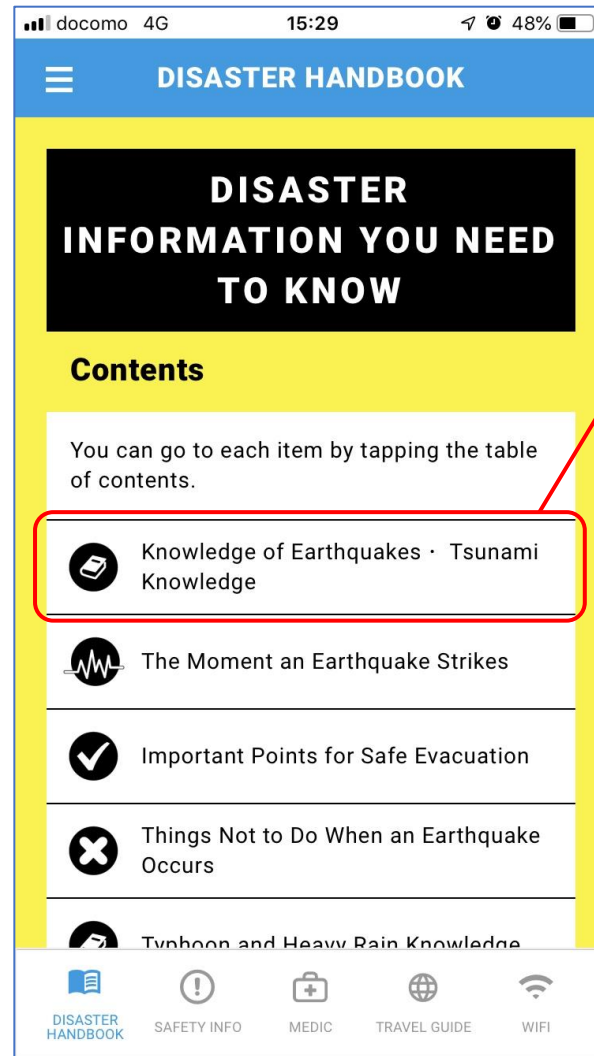 docomo 4G 15:29 48%
DISASTER HANDBOOK
DISASTER
INFORMATION YOU NEED
TO KNOW
Contents
You can go to each item by tapping the table
of contents.
Knowledge of Earthquakes・ Tsunami
Knowledge
The Moment an Earthquake Strikes
Important Points for Safe Evacuation
Things Not to Do When an Earthquake
Occurs
Typhoon and Heavy Rain Knowledge
DISASTER
HANDBOOK
SAFETY INFO
MEDIC
TRAVEL GUIDE
WIFI